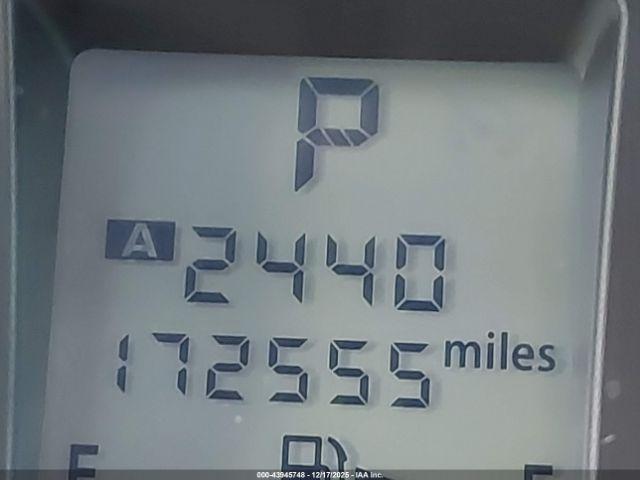 P
A 2440
172555 miles
E F
000-43945748 - 12/17/2025 - IAA Inc.